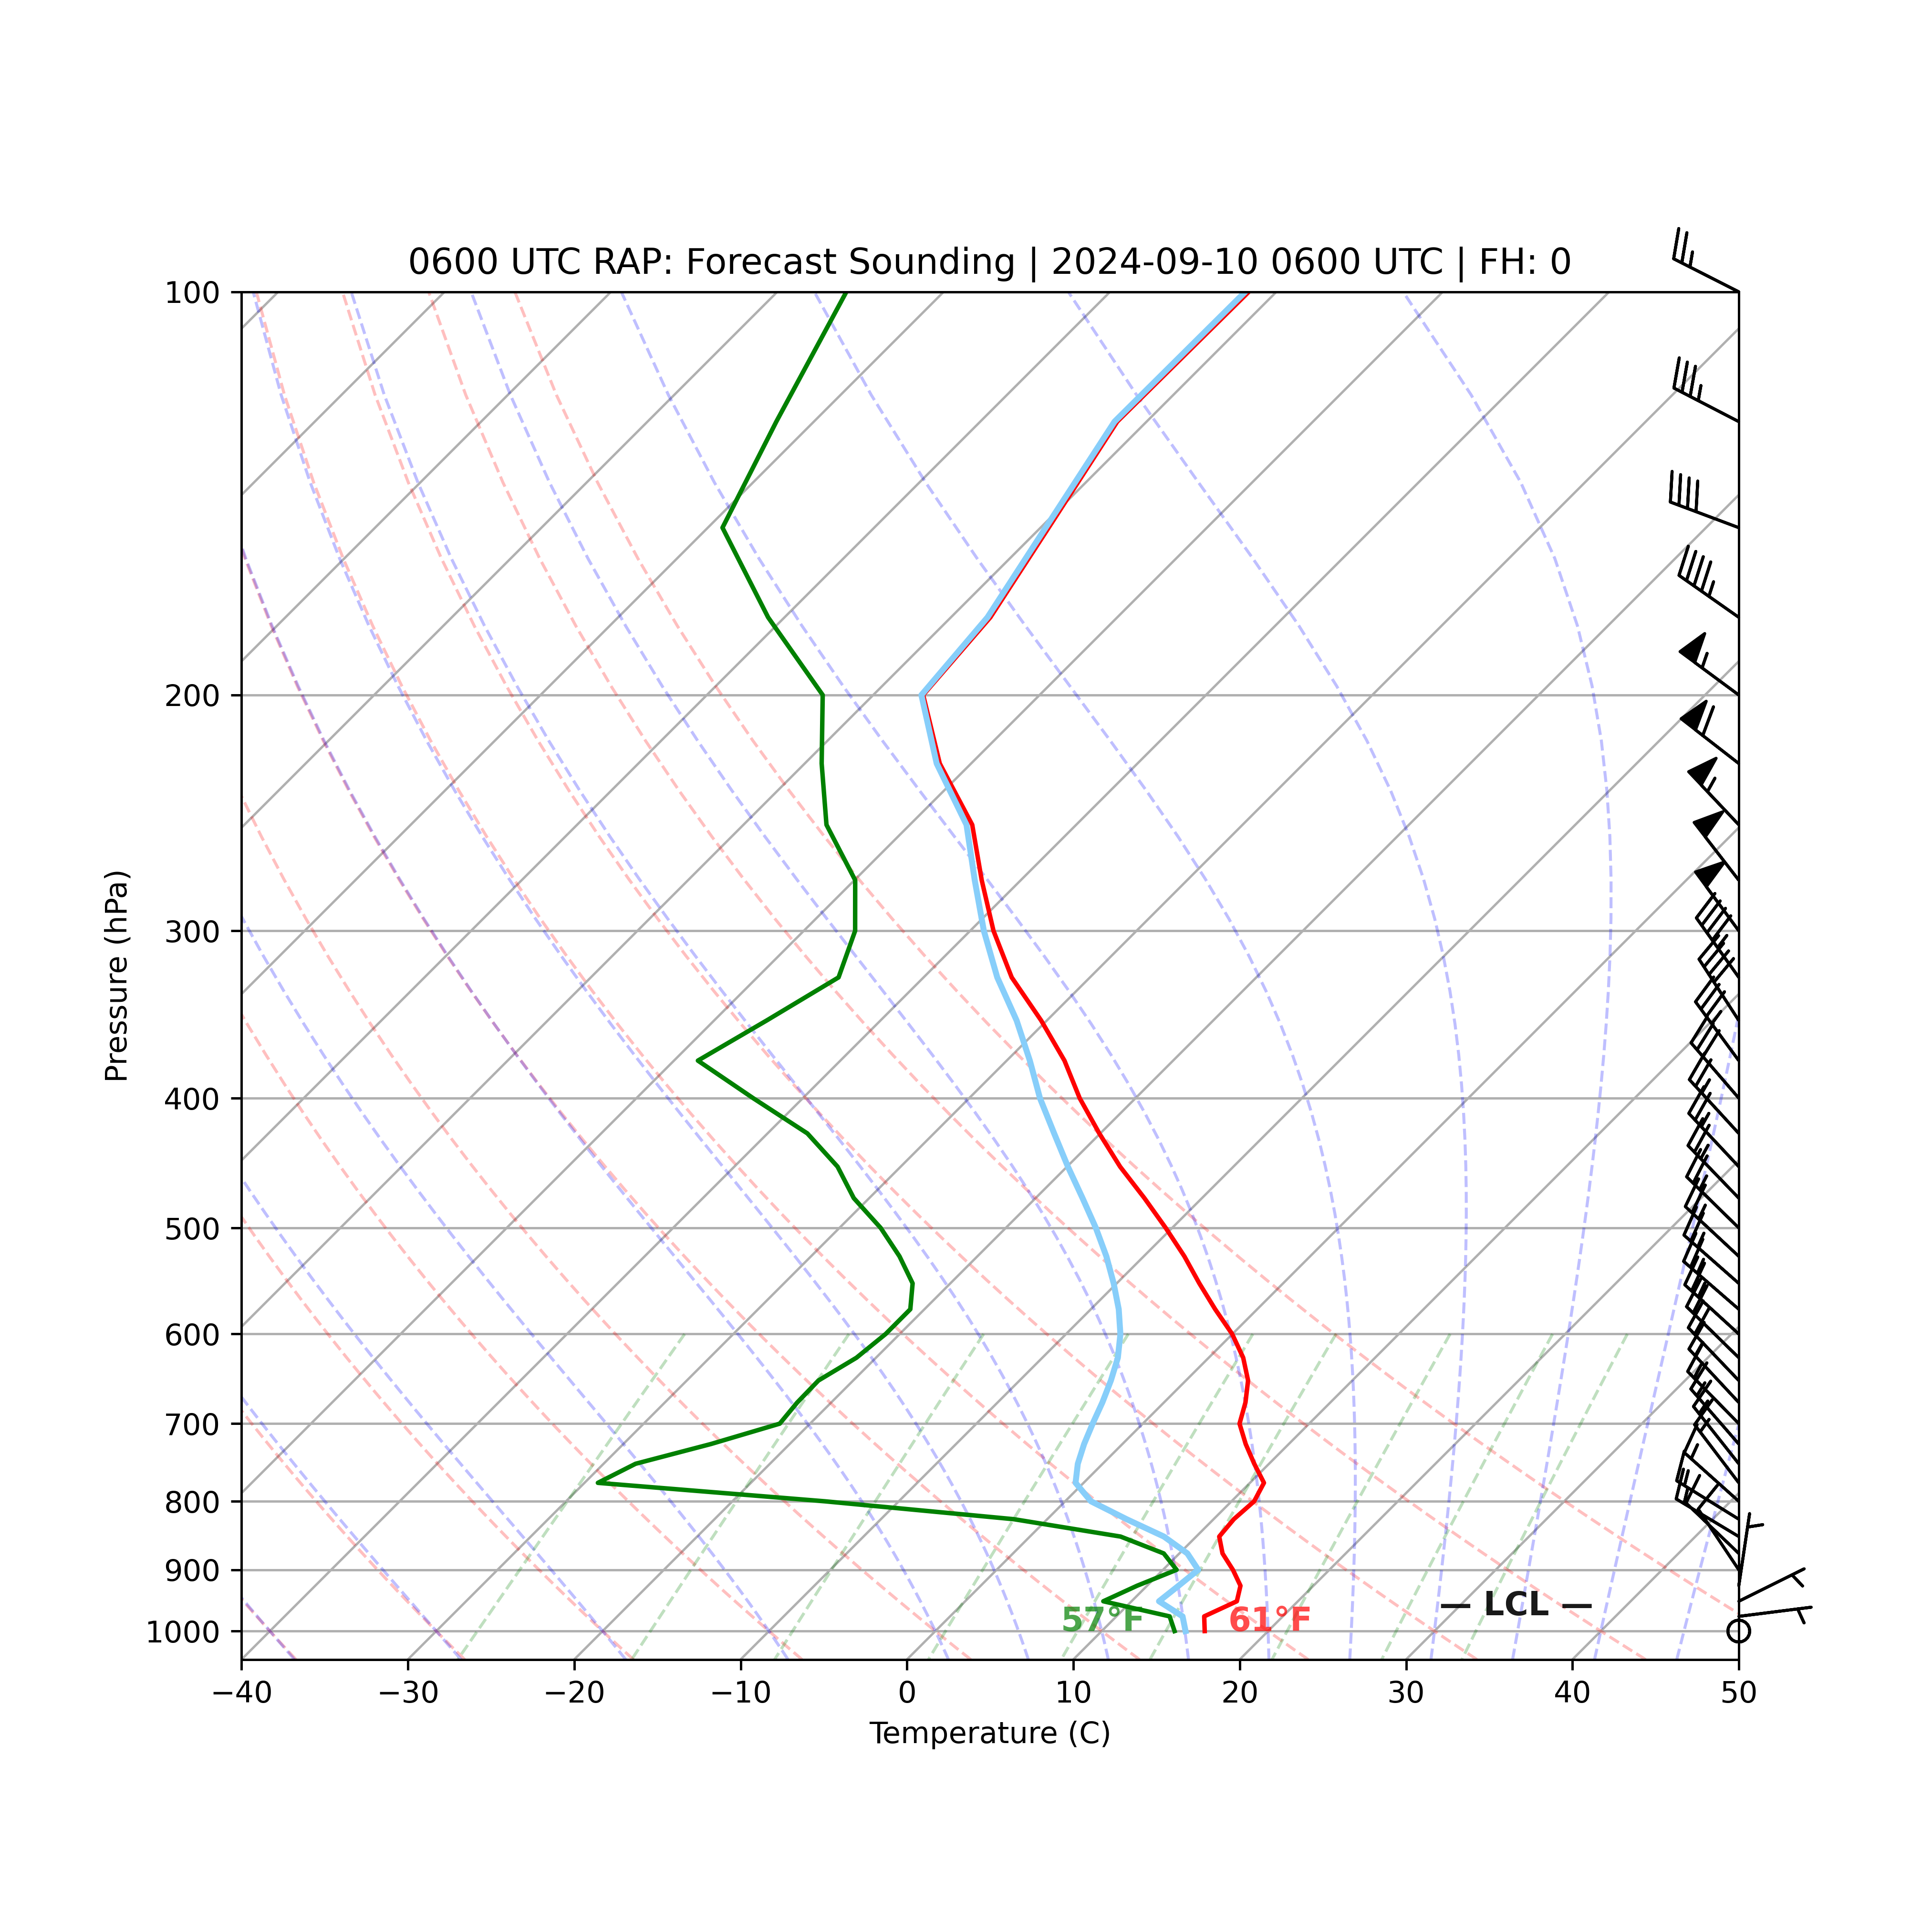 0600 UTC RAP: Forecast Sounding | 2024-09-10 0600 UTC | FH: 0
100
200
300
400
500
600
700
800
900
1000
Pressure (hPa)
57°F
61°F
— LCL —
−40 −30 −20 −10 0 10 20 30 40 50
Temperature (C)